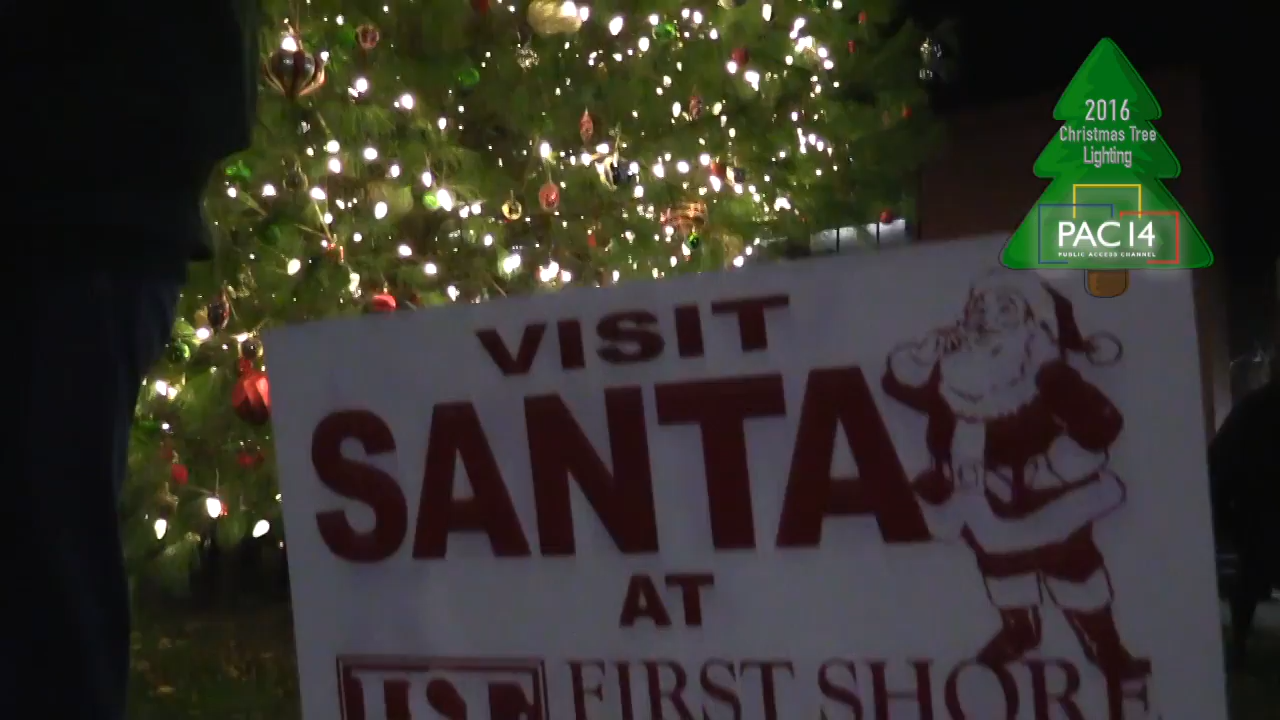 2016
Christmas Tree
Lighting
PAC 14
PUBLIC ACCESS CHANNEL
VISIT
SANTA
AT
FIRST SHORE